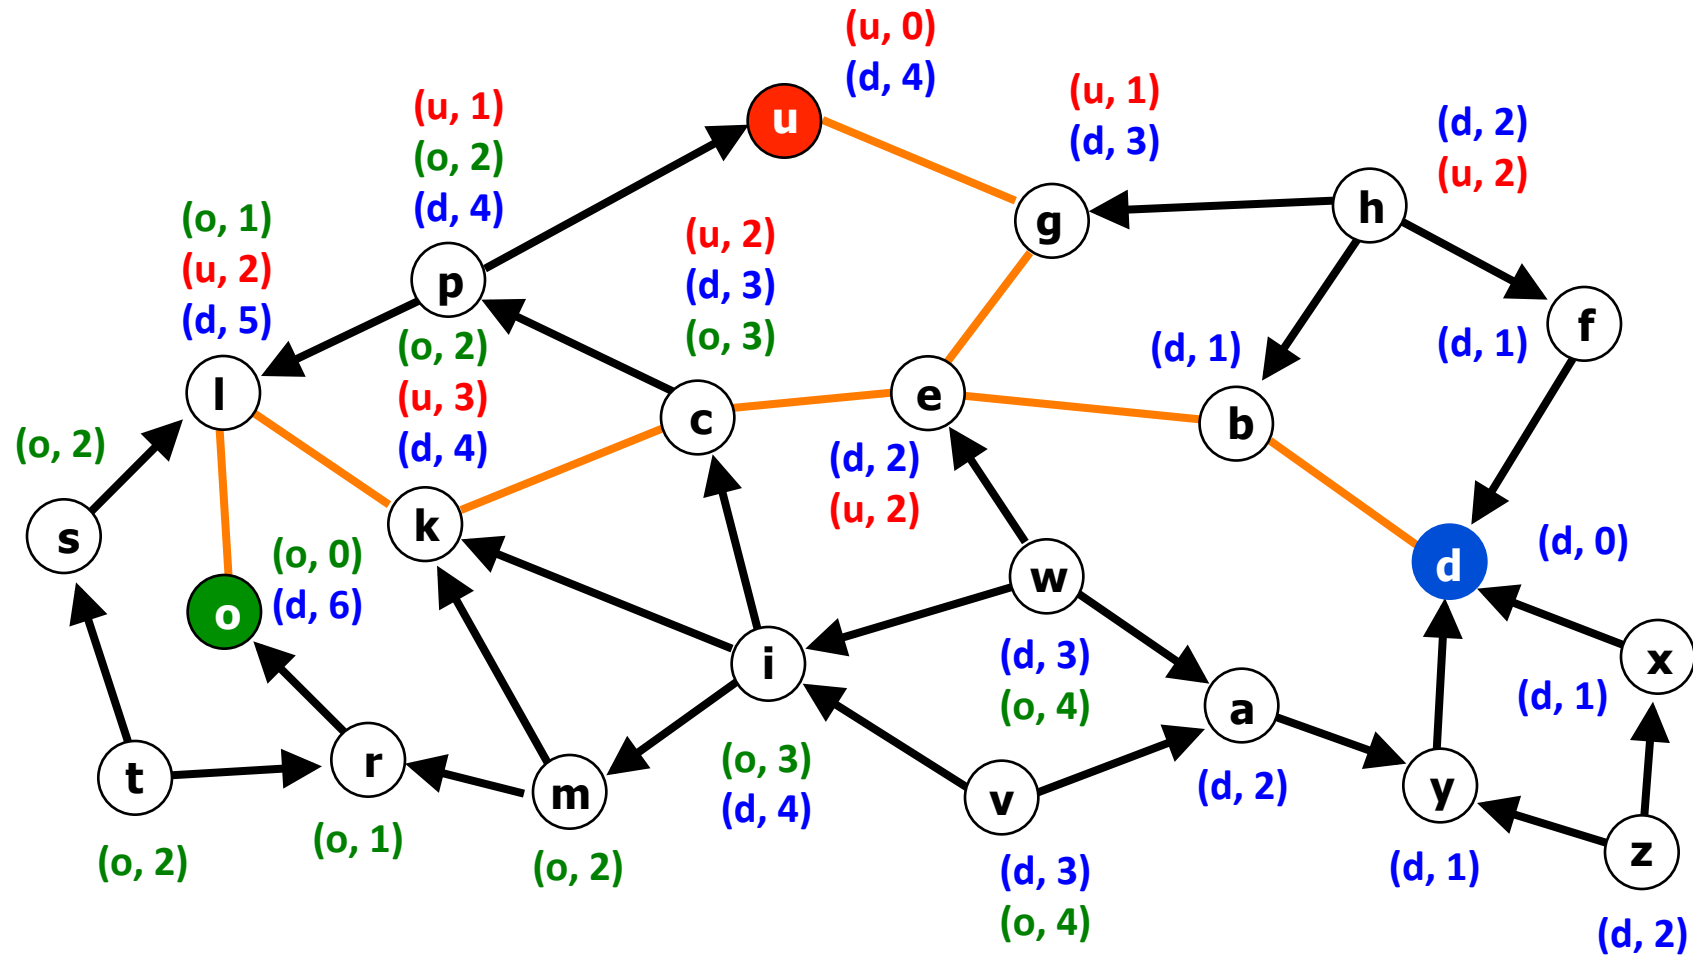 (u, 0)
(d, 4)
u
(u, 1)
(o, 2)
(d, 4)
p
(u, 1)
(d, 3)
g
(d, 2)
(u, 2)
h
(o, 1)
(u, 2)
(d, 5)
l
(u, 2)
(d, 3)
(o, 3)
c
(o, 2)
(u, 3)
(d, 4)
k
e
(d, 2)
(u, 2)
(d, 1)
b
(d, 1)
f
(o, 2)
s
(o, 0)
(d, 6)
o
w
(d, 3)
(o, 4)
(d, 0)
d
i
(o, 3)
(d, 4)
a
(d, 2)
x
(d, 1)
t
(o, 2)
r
(o, 1)
m
(o, 2)
v
(d, 3)
(o, 4)
y
(d, 1)
z
(d, 2)